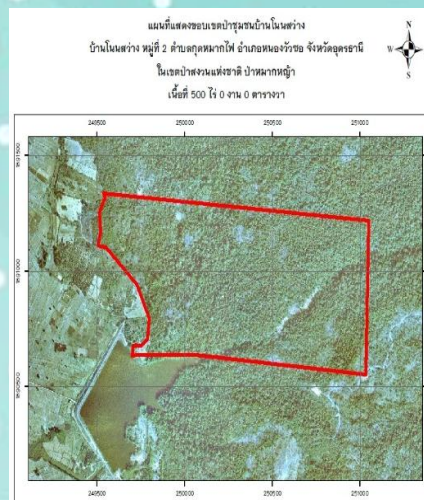 แผนที่แสดงขอบเขตป่าชุมชนบ้านโนนสว่าง
บ้านโนนสว่าง หมู่ที่ 2 ตำบลกุดหมากไฟ อำเภอหนองวัวซอ จังหวัดอุดรธานี
ในเขตป่าสงวนแห่งชาติ ป่าหมากหญ้า
เนื้อที่ 500 ไร่ 0 งาน 0 ตารางวา
N
W
S
249500 250000 250500 251000